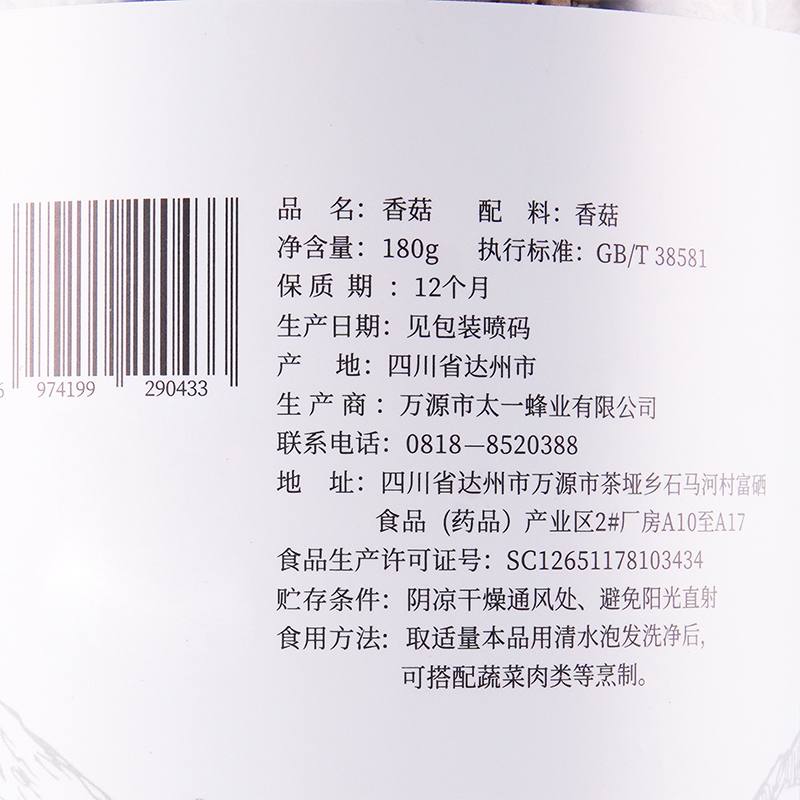 品 名：香菇 配 料：香菇
净含量：180g 执行标准：GB/T 38581
保 质 期 ：12个月
生产日期：见包装喷码
产 地：四川省达州市
生 产 商 ：万源市太一蜂业有限公司
联系电话：0818—8520388
地 址：四川省达州市万源市茶垭乡石马河村富硒
食品（药品）产业区2#厂房A10至A17
食品生产许可证号：SC12651178103434
贮存条件：阴凉干燥通风处、避免阳光直射
食用方法：取适量本品用清水泡发洗净后，
可搭配蔬菜肉类等烹制。
6 974199 290433